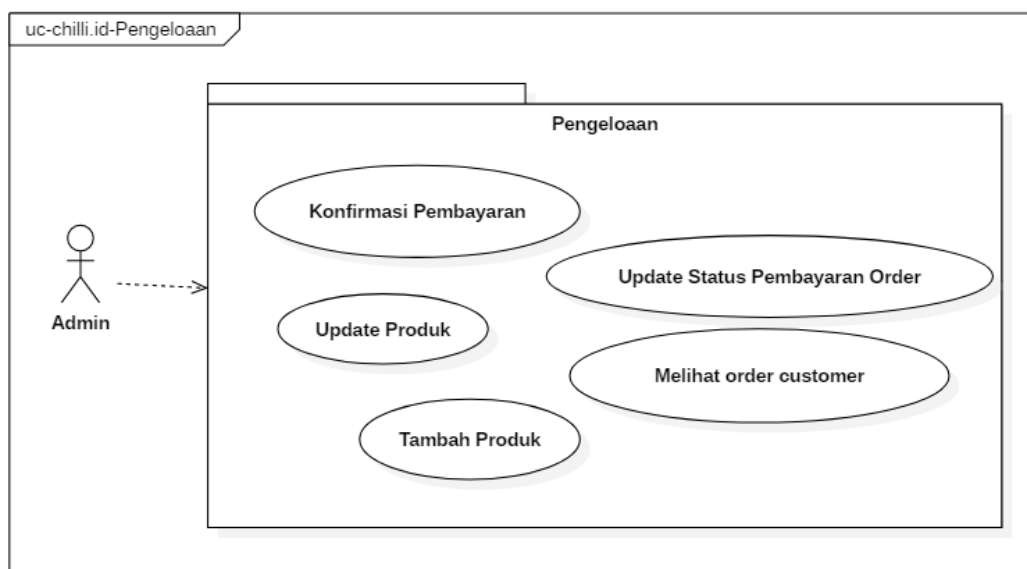 uc-chilli.id-Pengeloaan
Pengeloaan
Konfirmasi Pembayaran
Update Status Pembayaran Order
Admin
Update Produk
Melihat order customer
Tambah Produk